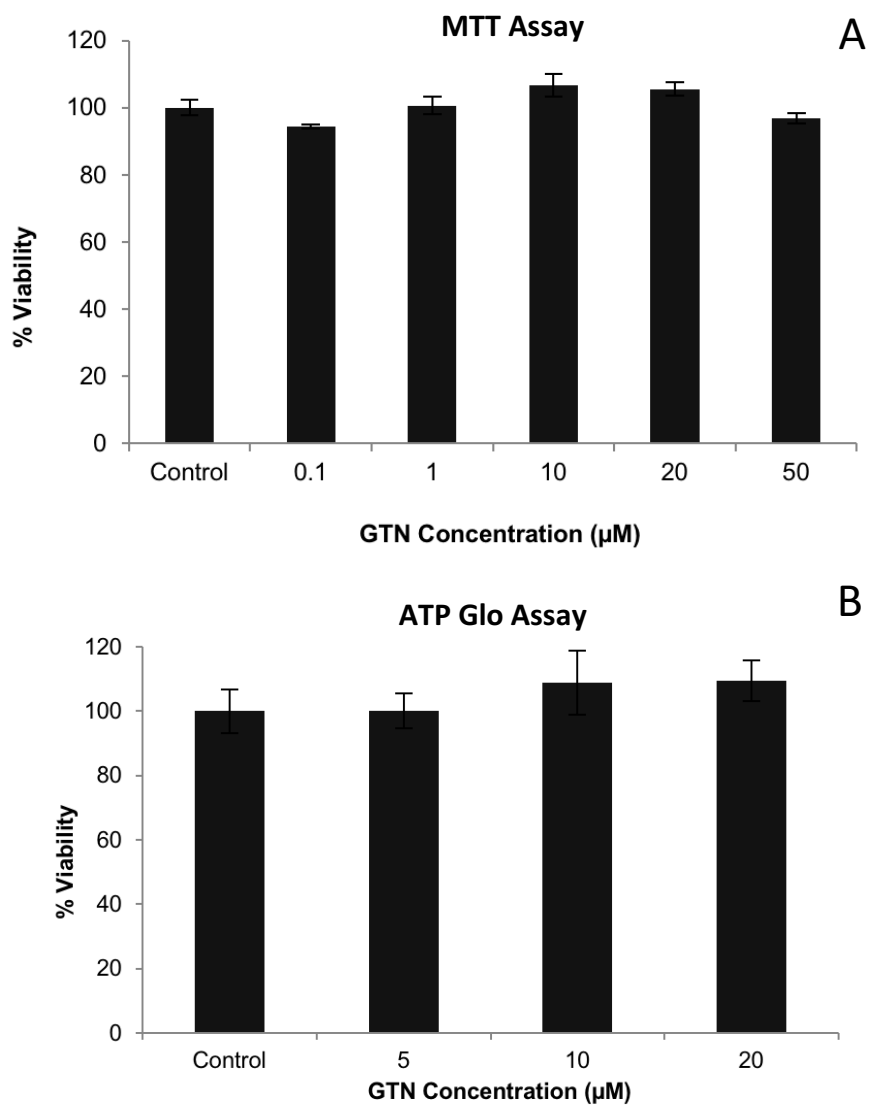 MTT Assay
A
120
100
80
60
40
20
0
% Viability
Control 0.1 1 10 20 50
GTN Concentration (µM)
B
ATP Glo Assay
120
100
80
60
40
20
0
% Viability
Control 5 10 20
GTN Concentration (µM)